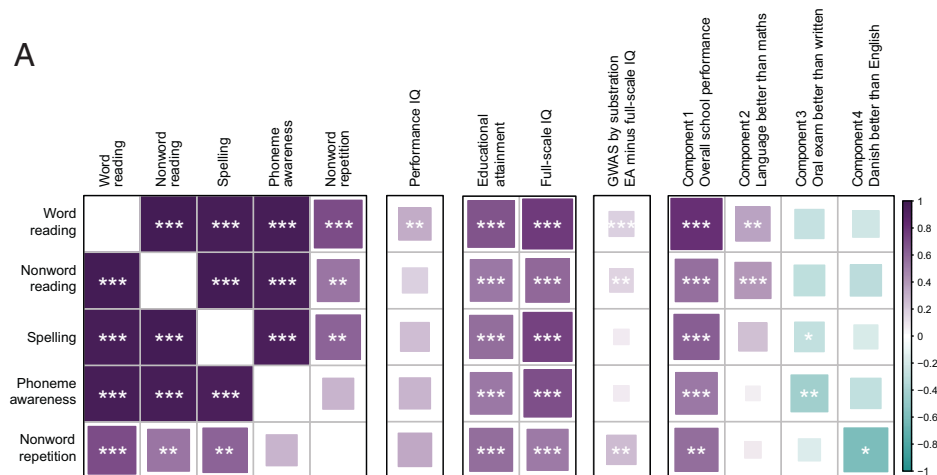 A
Word
reading
Nonword
reading
Spelling
Phoneme
awareness
Nonword
repetition
Performance IQ
Educational
attainment
Full-scale IQ
GWAS by substration
EA minus full-scale IQ
Component 1
Overall school performance
Component 2
Language better than maths
Component 3
Oral exam better than written
Component 4
Danish better than English
Word
reading
*** *** *** *** ** *** *** *** *** **
Nonword
reading
*** *** *** ** *** *** ** *** ***
Spelling
*** *** *** ** *** *** *** *
Phoneme
awareness
*** *** *** *** *** *** **
Nonword
repetition
*** ** ** *** *** ** ** *
1
0.8
0.6
0.4
0.2
0
−0.2
−0.4
−0.6
−0.8
−1